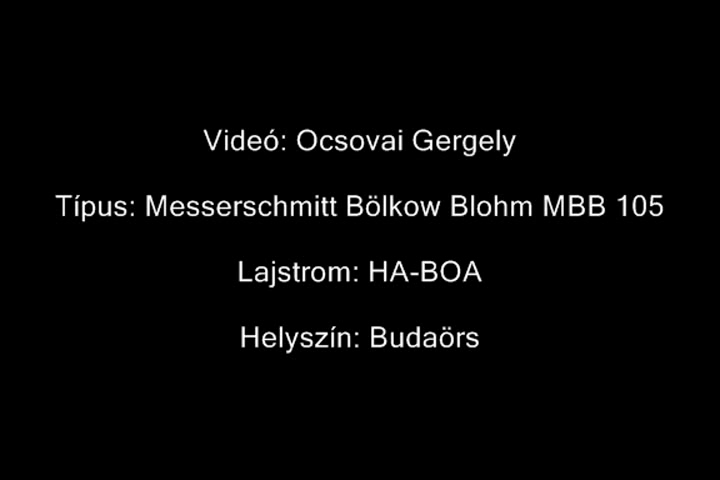 Videó: Ocsovai Gergely
Típus: Messerschmitt Bölkow Blohm MBB 105
Lajstrom: HA-BOA
Helyszín: Budaörs